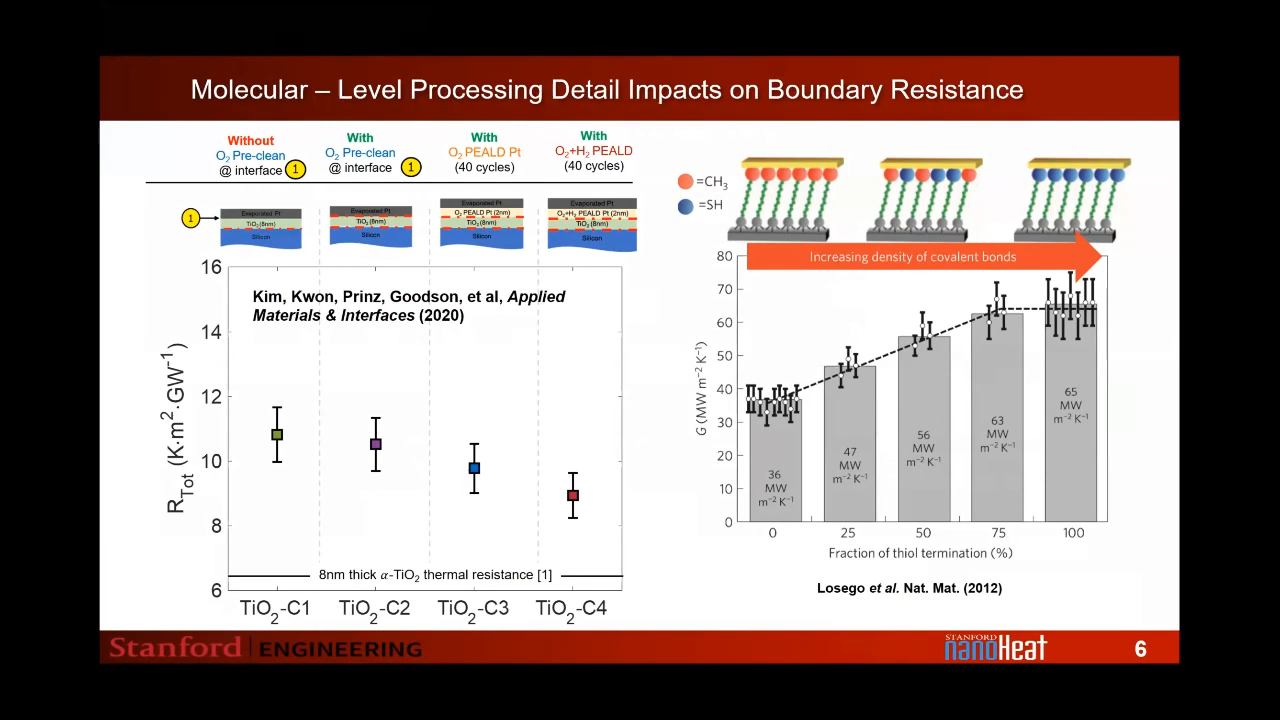 Molecular – Level Processing Detail Impacts on Boundary Resistance
Without
O2 Pre-clean
@ interface
1
With
O2 Pre-clean
@ interface
1
With
O2 PEALD Pt
(40 cycles)
With
O2+H2 PEALD
(40 cycles)
1
Evaporated Pt
TiO2(8nm)
Silicon
Evaporated Pt
TiO2(8nm)
Silicon
Evaporated Pt
O2 PEALD Pt (2nm)
TiO2(8nm)
Silicon
Evaporated Pt
O2+H2 PEALD Pt (2nm)
TiO2(8nm)
Silicon
Kim, Kwon, Prinz, Goodson, et al, Applied
Materials & Interfaces (2020)
RTot (K·m2·GW-1)
16
14
12
10
8
6
8nm thick α-TiO2 thermal resistance [1]
TiO2-C1
TiO2-C2
TiO2-C3
TiO2-C4
=CH3
=SH
Increasing density of covalent bonds
G (MW m−2 K−1)
80
70
60
50
40
30
20
10
0
36
MW
m−2 K−1
47
MW
m−2 K−1
56
MW
m−2 K−1
63
MW
m−2 K−1
65
MW
m−2 K−1
0
25
50
75
100
Fraction of thiol termination (%)
Losego et al. Nat. Mat. (2012)
Stanford | ENGINEERING
STANFORD
nanoHeat
6